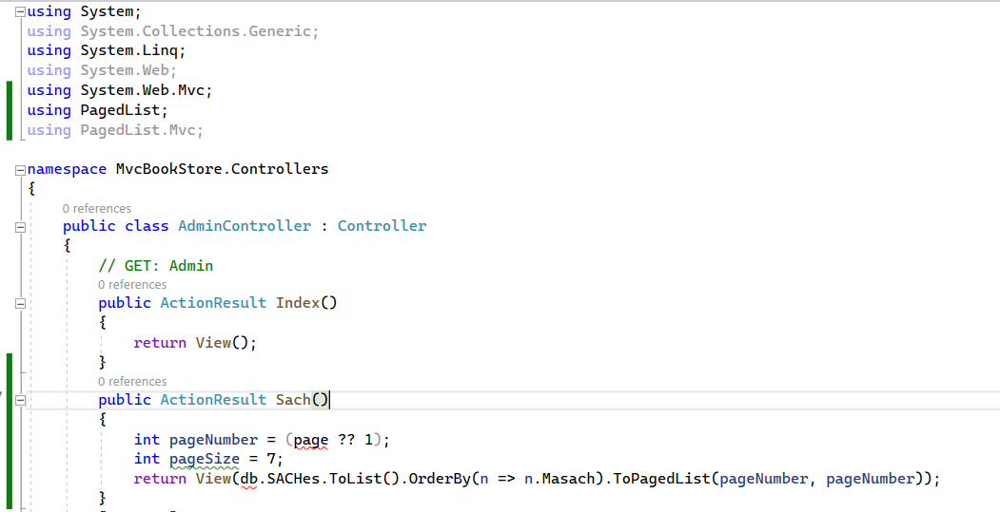 using System;
using System.Collections.Generic;
using System.Linq;
using System.Web;
using System.Web.Mvc;
using PagedList;
using PagedList.Mvc;
namespace MvcBookStore.Controllers
{
0 references
public class AdminController : Controller
{
// GET: Admin
0 references
public ActionResult Index()
{
return View();
}
0 references
public ActionResult Sach()
{
int pageNumber = (page ?? 1);
int pageSize = 7;
return View(db.SACHes.ToList().OrderBy(n => n.Masach).ToPagedList(pageNumber, pageNumber));
}